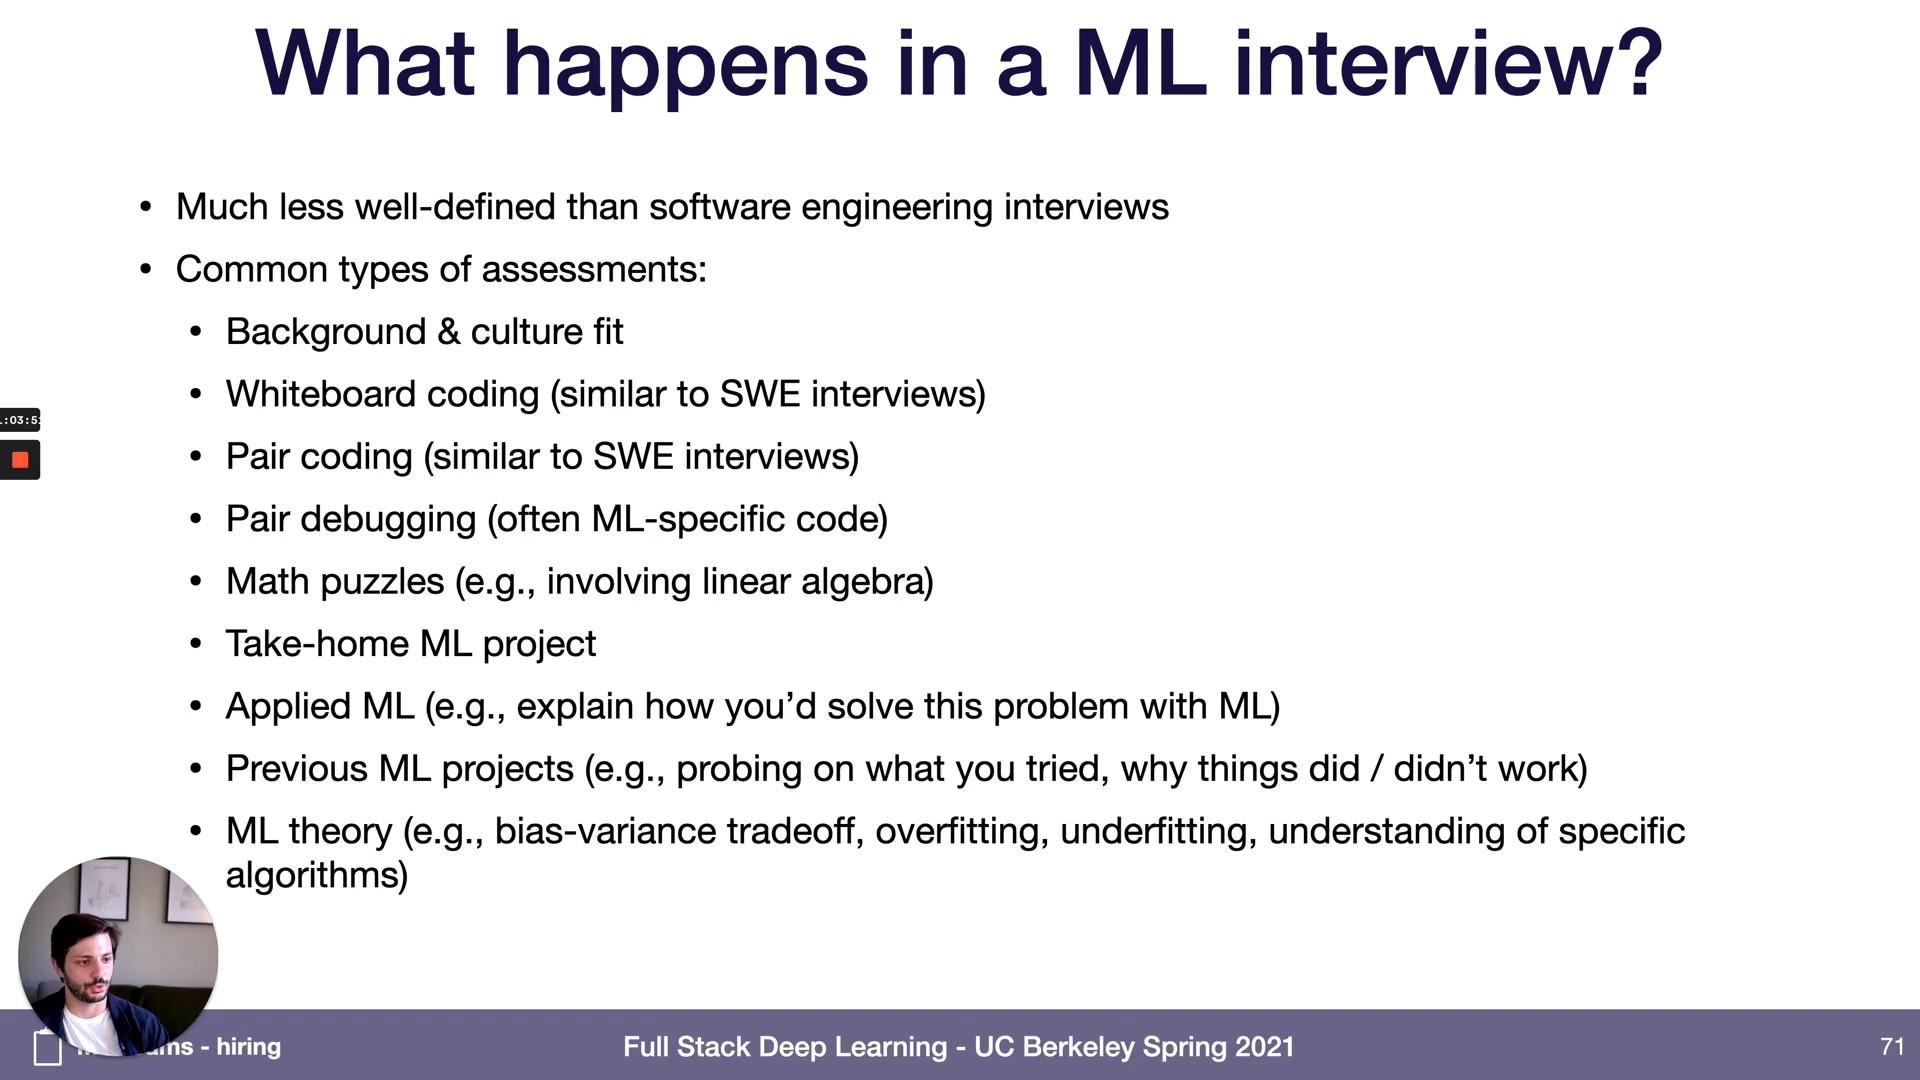 What happens in a ML interview?
• Much less well-defined than software engineering interviews
• Common types of assessments:
• Background & culture fit
• Whiteboard coding (similar to SWE interviews)
• Pair coding (similar to SWE interviews)
• Pair debugging (often ML-specific code)
• Math puzzles (e.g., involving linear algebra)
• Take-home ML project
• Applied ML (e.g., explain how you’d solve this problem with ML)
• Previous ML projects (e.g., probing on what you tried, why things did / didn’t work)
• ML theory (e.g., bias-variance tradeoff, overfitting, underfitting, understanding of specific
algorithms)
:03:5
- hiring
Full Stack Deep Learning - UC Berkeley Spring 2021
71